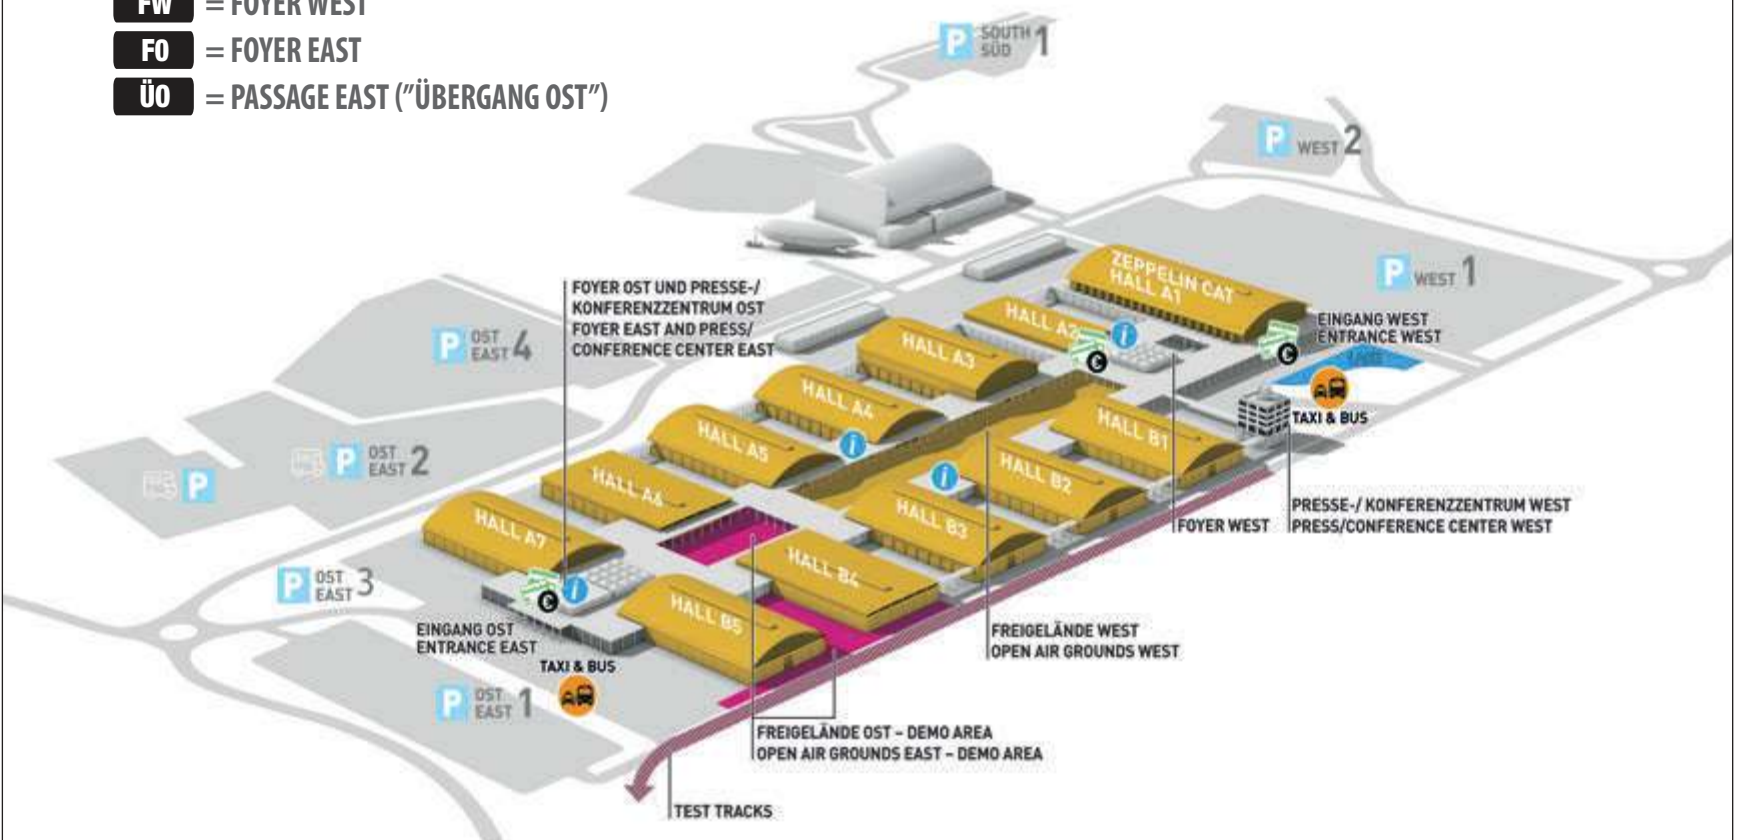 FW = FOYER WEST
FO = FOYER EAST
ÜO = PASSAGE EAST ("ÜBERGANG OST")
P SOUTH SÜD 1
P WEST 2
P WEST 1
ZEPPELIN CAT
HALL A1
FOYER OST UND PRESSE-/
KONFERENZZENTRUM OST
FOYER EAST AND PRESS/
CONFERENCE CENTER EAST
HALL A2
i
C
C
EINGANG WEST
ENTRANCE WEST
P OST EAST 4
HALL A3
HALL A4
HALL B1
TAXI & BUS
HALL A5
i
P OST EAST 2
P
HALL A6
HALL B2
i
HALL A7
HALL B3
FOYER WEST
PRESSE-/ KONFERENZZENTRUM WEST
PRESS/CONFERENCE CENTER WEST
HALL B4
P OST EAST 3
C
i
HALL B5
EINGANG OST
ENTRANCE EAST
FREIGELÄNDE WEST
OPEN AIR GROUNDS WEST
TAXI & BUS
P OST EAST 1
FREIGELÄNDE OST – DEMO AREA
OPEN AIR GROUNDS EAST – DEMO AREA
TEST TRACKS